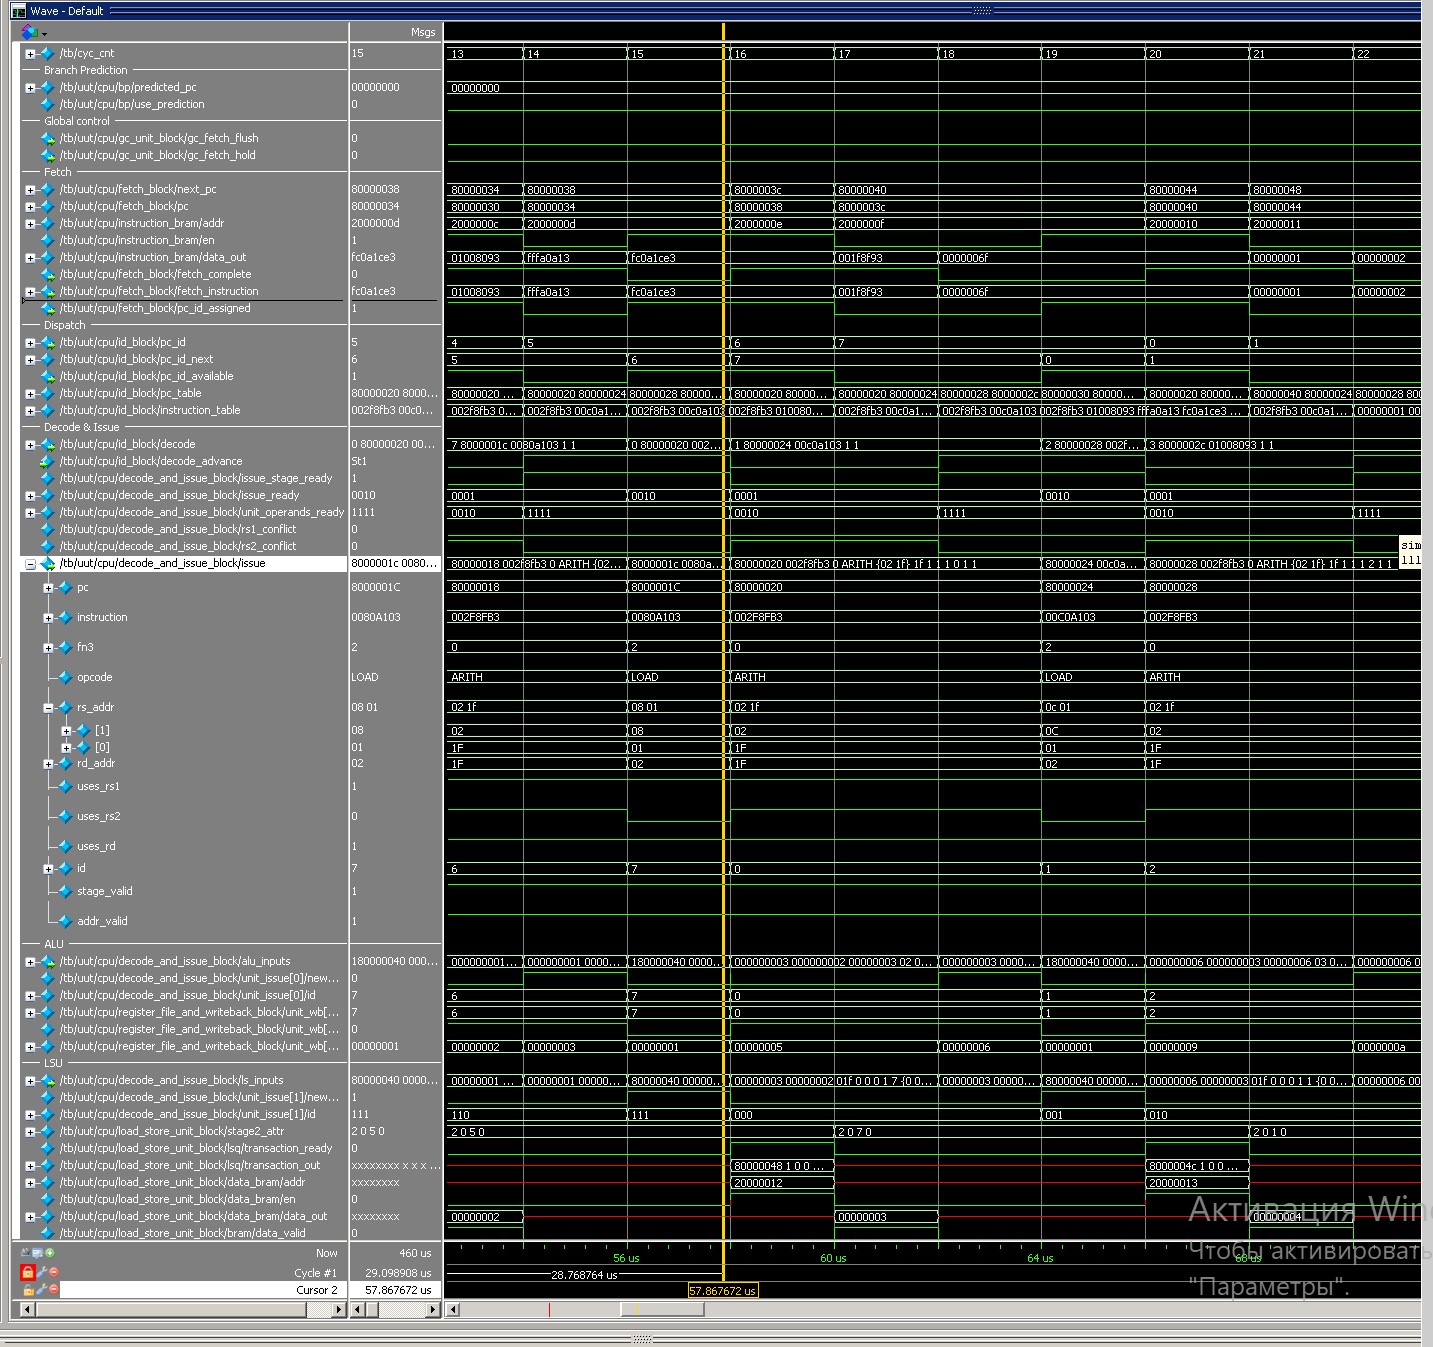 Wave - Default
Msgs
/tb/cyc_cnt 15 13 14 15 16 17 18 19 20 21 22
Branch Prediction
/tb/uut/cpu/bp/predicted_pc 00000000 00000000
/tb/uut/cpu/bp/use_prediction 0
Global control
/tb/uut/cpu/gc_unit_block/gc_fetch_flush 0
/tb/uut/cpu/gc_unit_block/gc_fetch_hold 0
Fetch
/tb/uut/cpu/fetch_block/next_pc 80000038 80000034 80000038 8000003c 80000040 80000044 80000048
/tb/uut/cpu/fetch_block/pc 80000034 80000030 80000034 80000038 8000003c 80000040 80000044
/tb/uut/cpu/instruction_bram/addr 2000000d 2000000c 2000000d 2000000e 2000000f 20000010 20000011
/tb/uut/cpu/instruction_bram/en 1
/tb/uut/cpu/instruction_bram/data_out fc0a1ce3 01008093 fffa0a13 fc0a1ce3 001f8f93 0000006f 00000001 00000002
/tb/uut/cpu/fetch_block/fetch_complete 0
/tb/uut/cpu/fetch_block/fetch_instruction fc0a1ce3 01008093 fffa0a13 fc0a1ce3 001f8f93 0000006f 00000001 00000002
/tb/uut/cpu/fetch_block/pc_id_assigned 1
Dispatch
/tb/uut/cpu/id_block/pc_id 5 4 5 6 7 0 1
/tb/uut/cpu/id_block/pc_id_next 6 5 6 7 0 1
/tb/uut/cpu/id_block/pc_id_available 1
/tb/uut/cpu/id_block/pc_table 80000020 800... 80000020 ... 80000020 80000024 80000028 80000... 80000020 80000... 80000020 80000024 80000028 8000002c 80000030 80000... 80000020 80000... 80000040 80000024 80000028 80
/tb/uut/cpu/id_block/instruction_table 002f8fb3 00c0... 002f8fb3 0... 002f8fb3 00c0a1... 002f8fb3 00c0a103 002f8fb3 010080... 002f8fb3 00c0a1... 002f8fb3 00c0a103 002f8fb3 01008093 fffa0a13 fc0a1ce3 ... 002f8fb3 00c0a1... 00000001 00
Decode & Issue
/tb/uut/cpu/id_block/decode 0 80000020 00... 7 8000001c 0080a103 1 1 0 80000020 002... 1 80000024 00c0a103 1 1 2 80000028 002f... 3 8000002c 01008093 1 1
/tb/uut/cpu/id_block/decode_advance St1
/tb/uut/cpu/decode_and_issue_block/issue_stage_ready 1
/tb/uut/cpu/decode_and_issue_block/issue_ready 0010 0001 0010 0001 0010 0001
/tb/uut/cpu/decode_and_issue_block/unit_operands_ready 1111 0010 1111 0010 1111 0010 1111
/tb/uut/cpu/decode_and_issue_block/rs1_conflict 0
/tb/uut/cpu/decode_and_issue_block/rs2_conflict 0
sim
/tb/uut/cpu/decode_and_issue_block/issue 8000001c 0080... 80000018 002f8fb3 0 ARITH {02... 8000001c 0080a... 80000020 002f8fb3 0 ARITH {02 1f} 1f 1 1 1 0 1 1 80000024 00c0a... 80000028 002f8fb3 0 ARITH {02 1f} 1f 1 1 1 2 1 1
pc 8000001C 80000018 8000001C 80000020 80000024 80000028
instruction 0080A103 002F8FB3 0080A103 002F8FB3 00C0A103 002F8FB3
fn3 2 0 2 0 2 0
opcode LOAD ARITH LOAD ARITH LOAD ARITH
rs_addr 08 01 02 1f 08 01 02 1f 0c 01 02 1f
[1] 08 02 08 02 0C 02
[0] 01 1F 01 1F 01 1F
rd_addr 02 1F 02 1F 02 1F
uses_rs1 1
uses_rs2 0
uses_rd 1
id 7 6 7 0 1 2
stage_valid 1
addr_valid 1
ALU
/tb/uut/cpu/decode_and_issue_block/alu_inputs 180000040 000... 000000001... 000000001 0000... 180000040 000... 000000003 000000002 00000003 02 0... 000000003 0000... 180000040 000... 000000006 000000003 00000006 03 0... 000000006 0
/tb/uut/cpu/decode_and_issue_block/unit_issue[0]/new... 0
/tb/uut/cpu/decode_and_issue_block/unit_issue[0]/id 7 6 7 0 1 2
/tb/uut/cpu/register_file_and_writeback_block/unit_wb[... 7 6 7 0 1 2
/tb/uut/cpu/register_file_and_writeback_block/unit_wb[... 0
/tb/uut/cpu/register_file_and_writeback_block/unit_wb[... 00000001 00000002 00000003 00000001 00000005 00000006 00000001 00000009 0000000a
LSU
/tb/uut/cpu/decode_and_issue_block/ls_inputs 80000040 0000... 00000001 ... 00000001 00000... 80000040 0000... 00000003 00000002 01f 0 0 0 1 7 {0 0... 00000003 00000... 80000040 00000... 00000006 00000003 01f 0 0 0 1 1 {0 0... 00000006 00
/tb/uut/cpu/decode_and_issue_block/unit_issue[1]/new... 1
/tb/uut/cpu/decode_and_issue_block/unit_issue[1]/id 111 110 111 000 001 010
/tb/uut/cpu/load_store_unit_block/stage2_attr 2 0 5 0 2 0 5 0 2 0 7 0 2 0 1 0
/tb/uut/cpu/load_store_unit_block/lsq/transaction_ready 0
/tb/uut/cpu/load_store_unit_block/lsq/transaction_out xxxxxxxx x x x ... 80000048 1 0 0 ... 8000004c 1 0 0 ...
/tb/uut/cpu/load_store_unit_block/data_bram/addr xxxxxxxx 20000012 20000013
/tb/uut/cpu/load_store_unit_block/data_bram/en 0
/tb/uut/cpu/load_store_unit_block/data_bram/data_out xxxxxxxx 00000002 00000003 00000004
/tb/uut/cpu/load_store_unit_block/bram/data_valid 0
Now 460 us 56 us 60 us 64 us 68 us
Cycle #1 29.098908 us 28.768764 us
Cursor 2 57.867672 us 57.867672 us
Активация Win
Чтобы активировать
"Параметры".